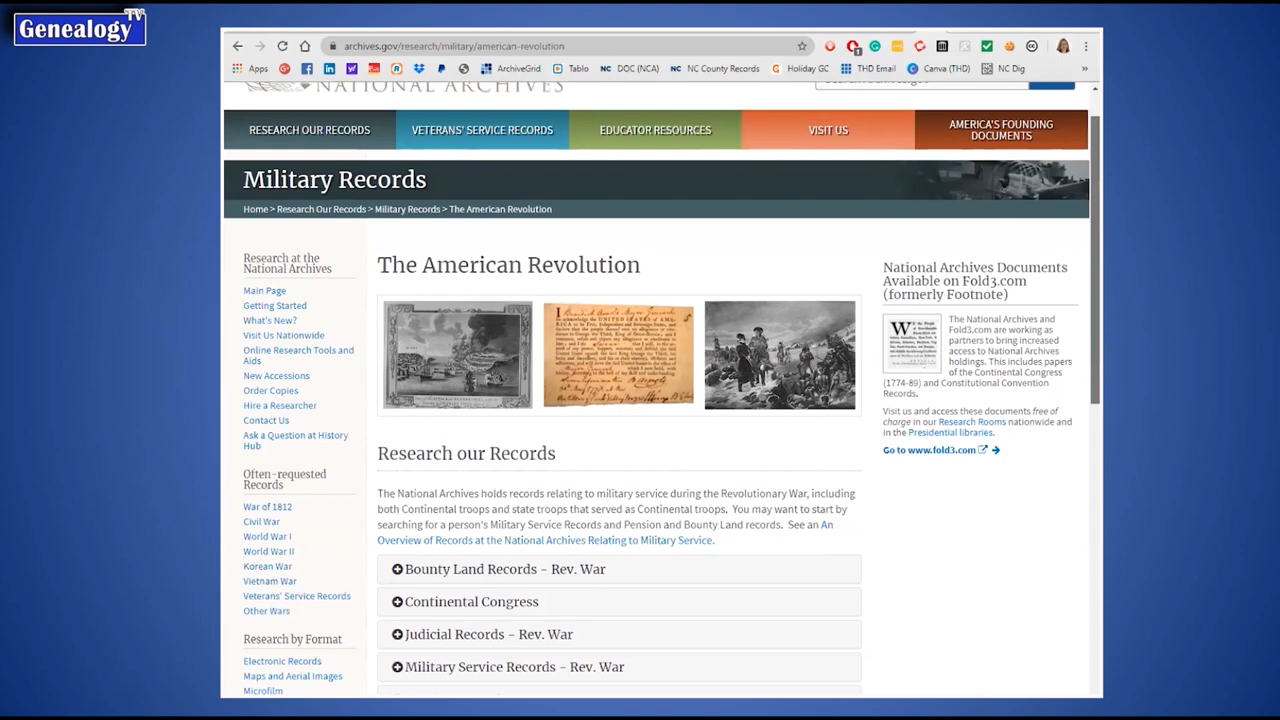 Genealogy TV
archives.gov/research/military/american-revolution
Apps
ArchiveGrid
Tablo
NC DOC (NCA)
NC NC County Records
Holiday GC
THD Email
Canva (THD)
NC Dig
»
NATIONAL ARCHIVES
RESEARCH OUR RECORDS
VETERANS' SERVICE RECORDS
EDUCATOR RESOURCES
VISIT US
AMERICA'S FOUNDING
DOCUMENTS
Military Records
Home > Research Our Records > Military Records > The American Revolution
Research at the
National Archives
Main Page
Getting Started
What's New?
Visit Us Nationwide
Online Research Tools and
Aids
New Accessions
Order Copies
Hire a Researcher
Contact Us
Ask a Question at History
Hub
Often-requested
Records
War of 1812
Civil War
World War I
World War II
Korean War
Vietnam War
Veterans' Service Records
Other Wars
Research by Format
Electronic Records
Maps and Aerial Images
Microfilm
The American Revolution
Research our Records
The National Archives holds records relating to military service during the Revolutionary War, including
both Continental troops and state troops that served as Continental troops. You may want to start by
searching for a person's Military Service Records and Pension and Bounty Land records. See an An
Overview of Records at the National Archives Relating to Military Service.
Bounty Land Records - Rev. War
Continental Congress
Judicial Records - Rev. War
Military Service Records - Rev. War
National Archives Documents
Available on Fold3.com
(formerly Footnote)
The National Archives and
Fold3.com are working as
partners to bring increased
access to National Archives
holdings. This includes papers
of the Continental Congress
(1774-89) and Constitutional Convention
Records.
Visit us and access these documents free of
charge in our Research Rooms nationwide and
in the Presidential libraries.
Go to www.fold3.com